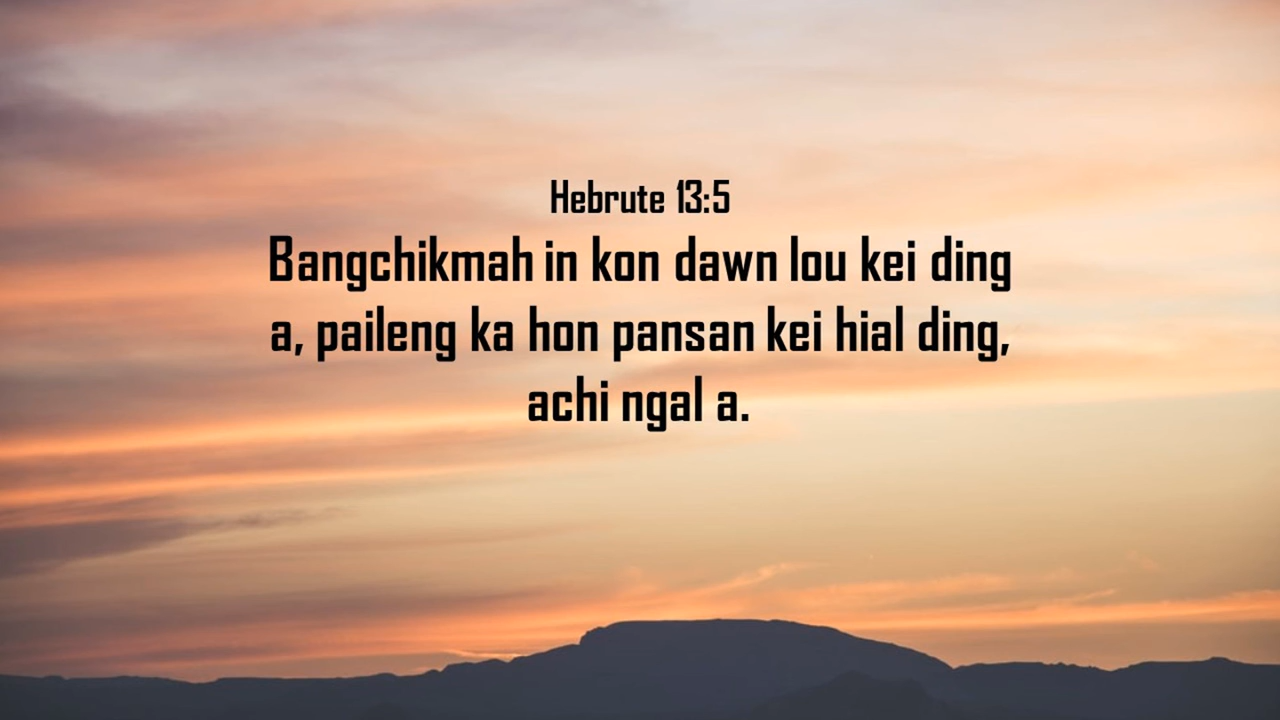 Hebrute 13:5
Bangchikmah in kon dawn lou kei ding
a, paileng ka hon pansan kei hial ding,
achi ngal a.